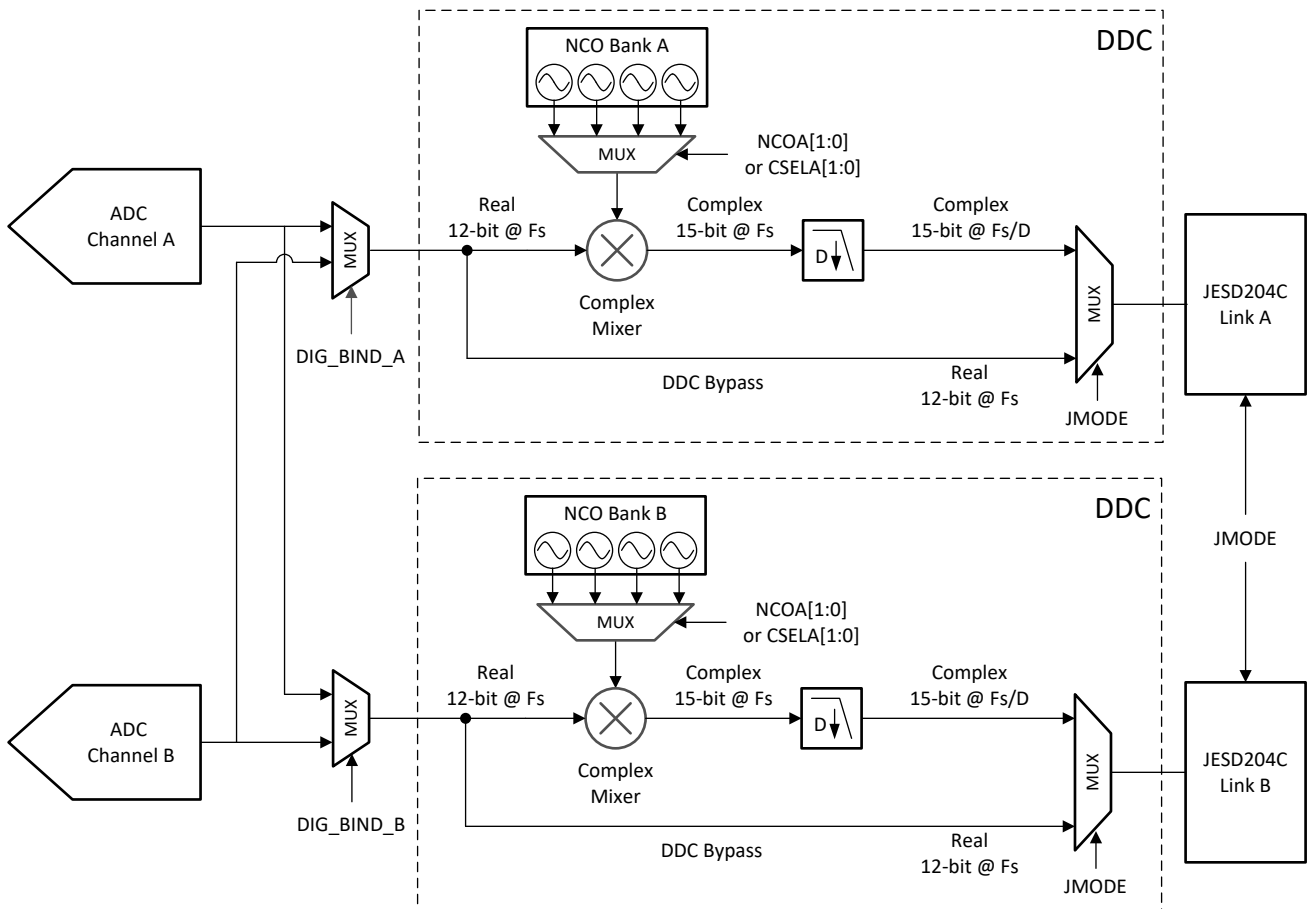 DDC
NCO Bank A
MUX
NCOA[1:0]
or CSELA[1:0]
ADC
Channel A
MUX
DIG_BIND_A
Real
12-bit @ Fs
Complex
Mixer
Complex
15-bit @ Fs
D
Complex
15-bit @ Fs/D
DDC Bypass
Real
12-bit @ Fs
MUX
JMODE
JESD204C
Link A
JMODE
DDC
NCO Bank B
MUX
NCOA[1:0]
or CSELA[1:0]
ADC
Channel B
MUX
DIG_BIND_B
Real
12-bit @ Fs
Complex
Mixer
Complex
15-bit @ Fs
D
Complex
15-bit @ Fs/D
DDC Bypass
Real
12-bit @ Fs
MUX
JMODE
JESD204C
Link B